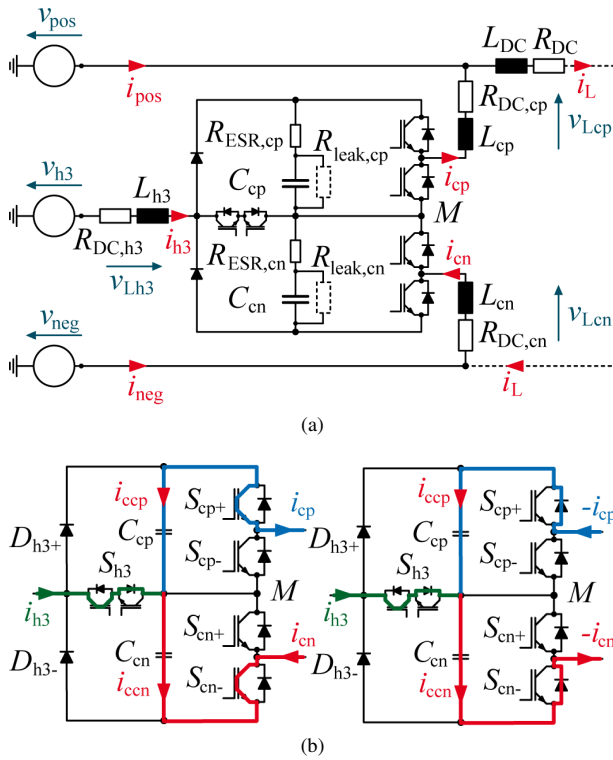 v_pos
L_DC R_DC
i_pos
i_L
R_DC,cp
R_ESR,cp
R_leak,cp
L_cp
v_Lcp
v_h3
L_h3
C_cp
i_cp
M
R_DC,h3
i_h3
R_ESR,cn
R_leak,cn
i_cn
v_Lh3
C_cn
L_cn
v_Lcn
v_neg
R_DC,cn
i_neg
i_L
(a)
i_ccp
S_cp+
i_cp
D_h3+
C_cp
S_h3
S_cp-
i_h3
M
S_cn+
i_cn
D_h3-
C_cn
i_ccn
S_cn-
i_ccp
S_cp+
-i_cp
D_h3+
C_cp
S_h3
S_cp-
i_h3
M
S_cn+
-i_cn
D_h3-
C_cn
i_ccn
S_cn-
(b)